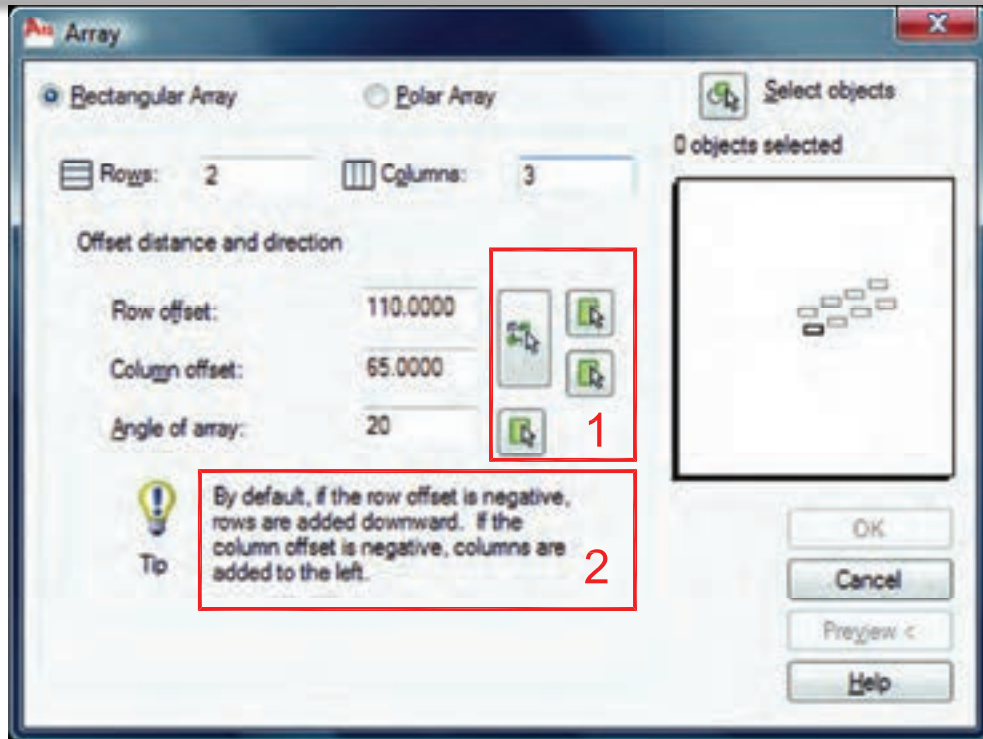 Array
Rectangular Array Polar Array Select objects
0 objects selected
Rows: 2 Columns: 3
Offset distance and direction
Row offset: 110.0000
Column offset: 65.0000
Angle of array: 20
1
By default, if the row offset is negative,
rows are added downward. If the
column offset is negative, columns are
added to the left.
Tip
2
OK
Cancel
Preview <
Help